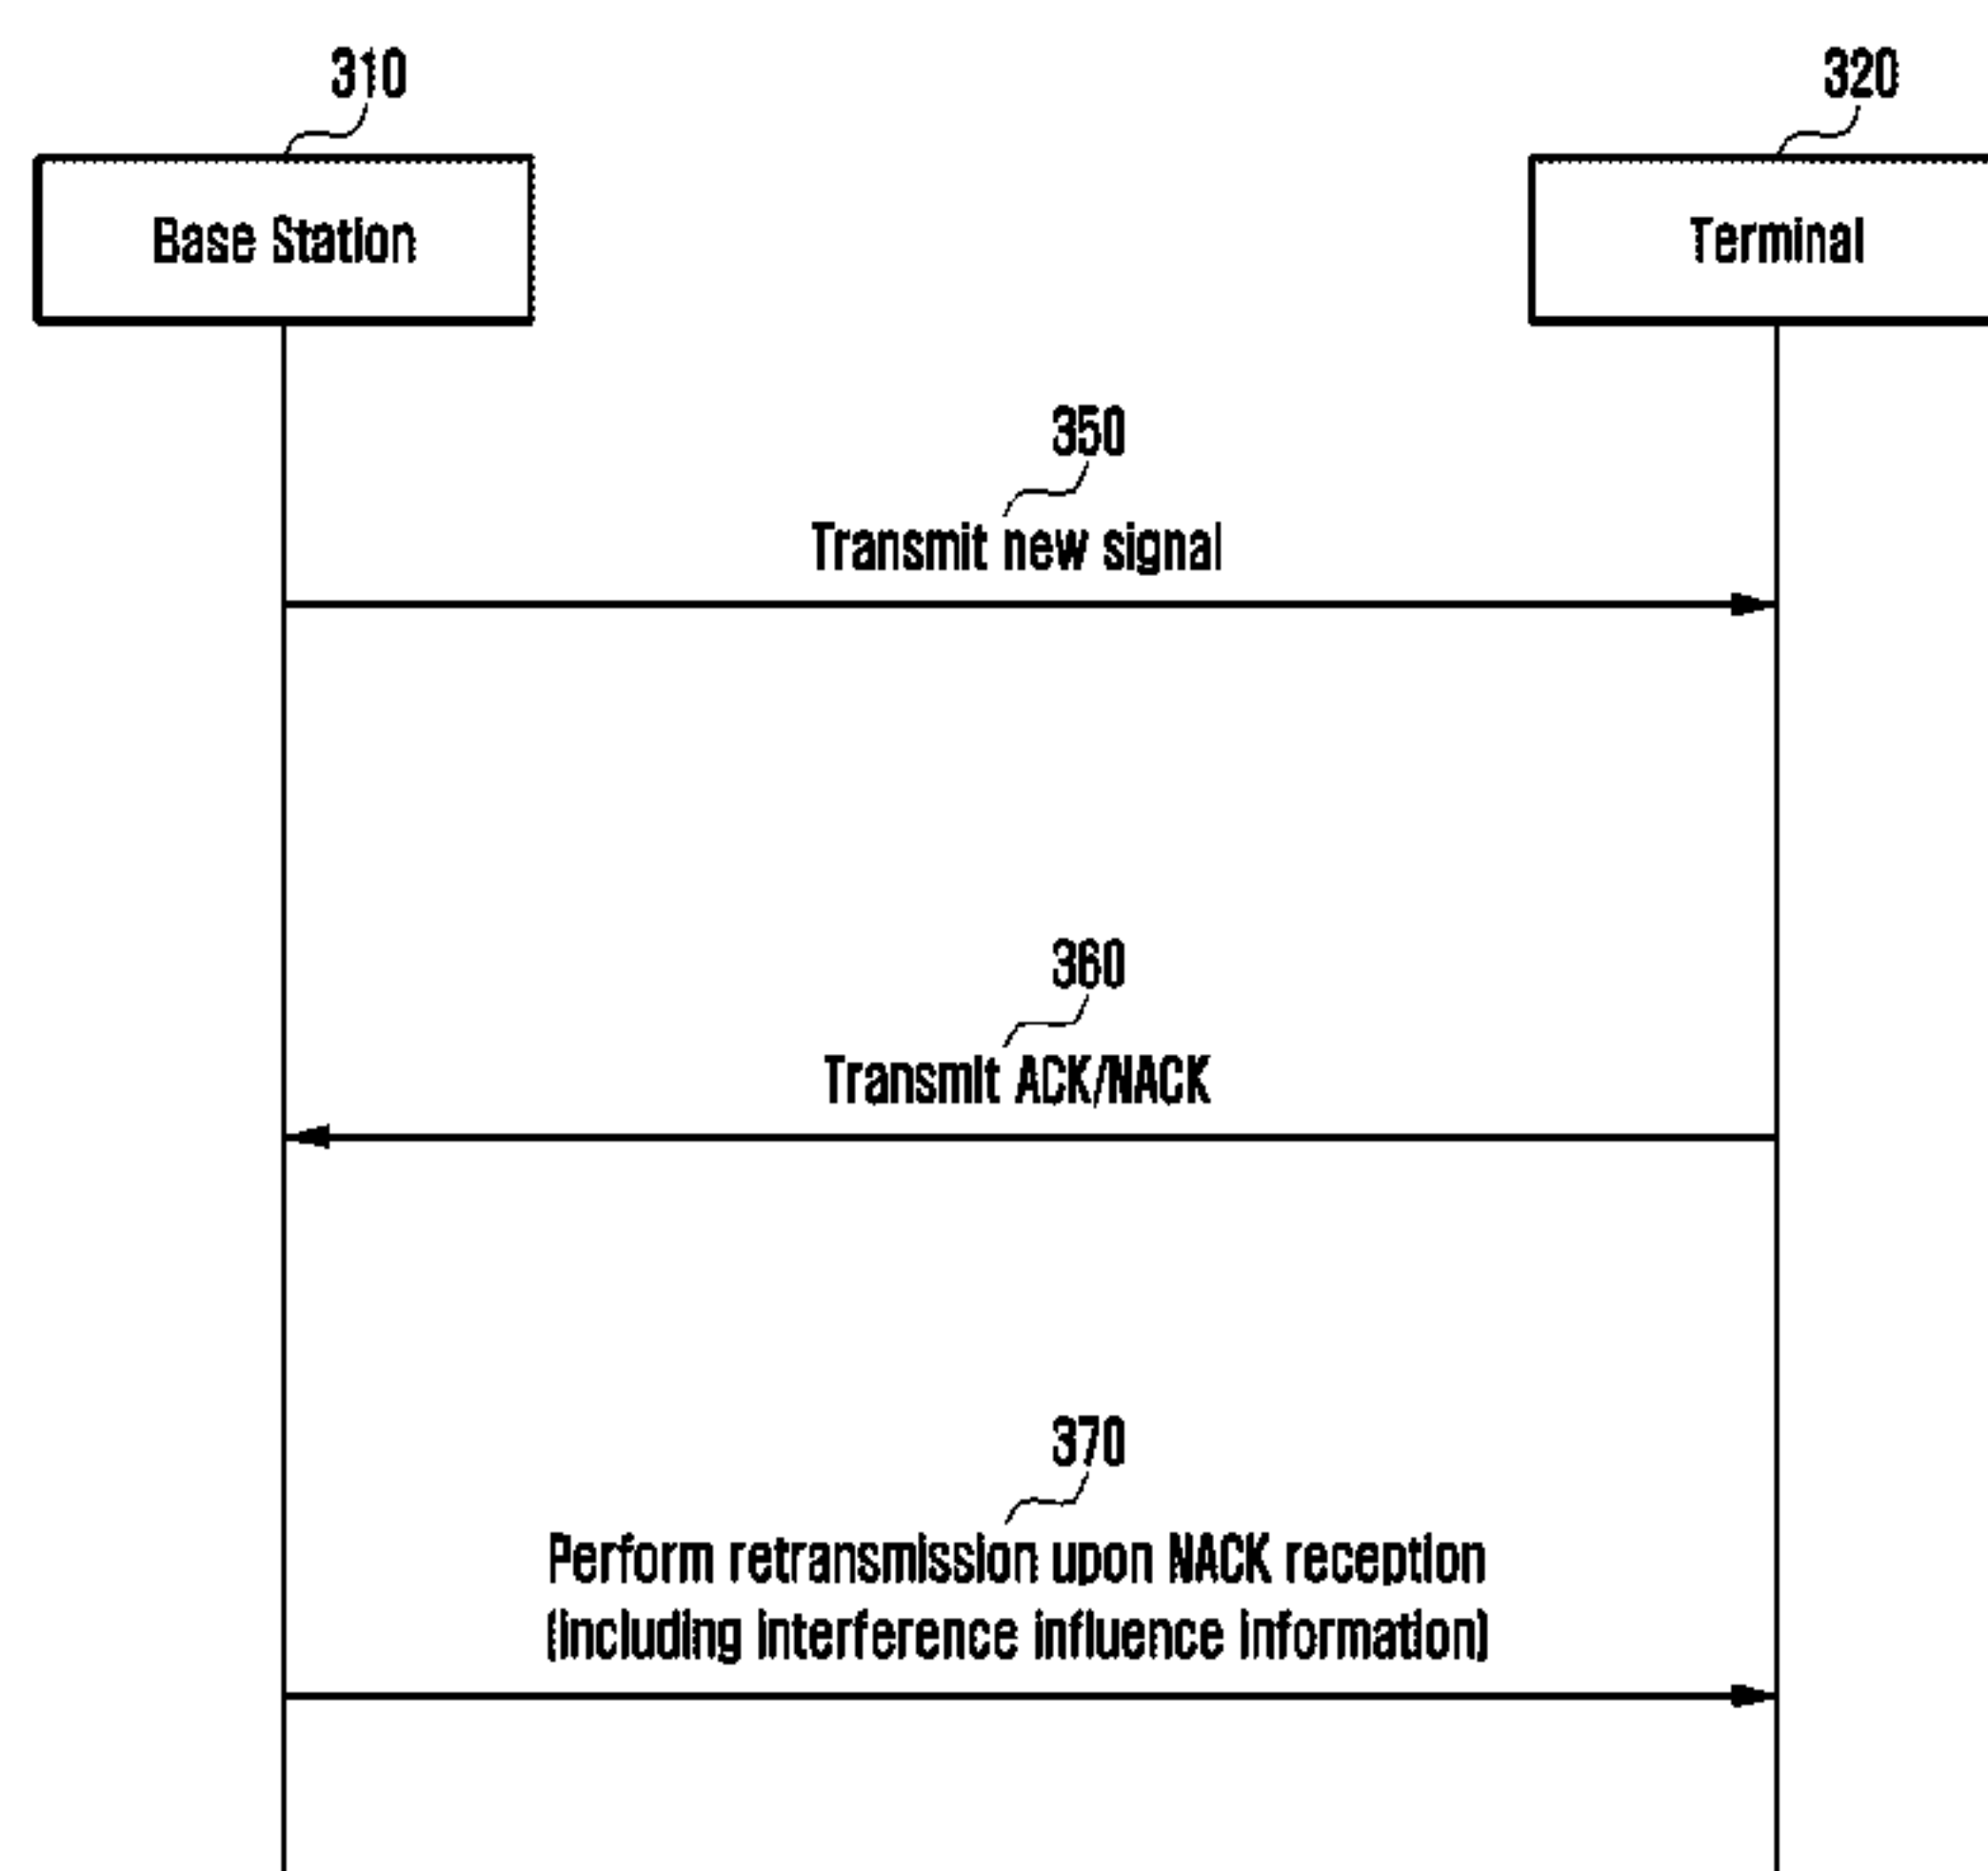 310
320
Base Station
Terminal
350
Transmit new signal
360
Transmit ACK/NACK
370
Perform retransmission upon NACK reception
(including interference influence information)